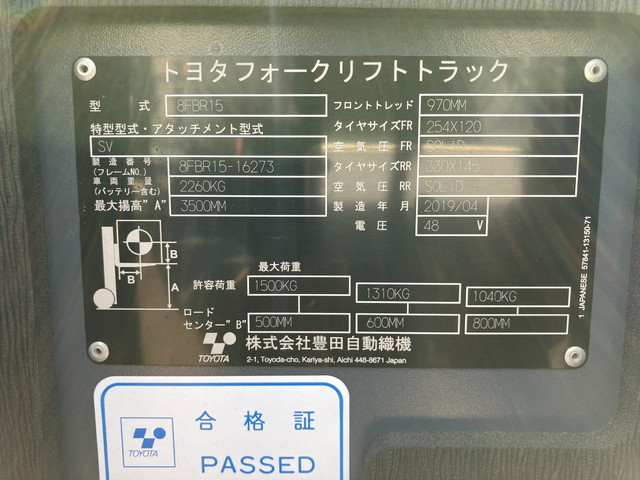 トヨタフォークリフトトラック
型式 8FBR15
フロントトレッド 970MM
特型型式・アタッチメント型式
タイヤサイズFR 254X120
SV
空気圧FR SOLID
製造番号(フレームNO.) 8FBR15-16273
タイヤサイズRR 330X145
車両重量(バッテリー含む) 2260KG
空気圧RR SOLID
最大揚高"A" 3500MM
製造年月 2019/04
電圧 48 V
B
B
A
最大荷重
許容荷重 1500KG 1310KG 1040KG
ロードセンター"B" 500MM 600MM 800MM
TOYOTA 株式会社豊田自動織機
2-1, Toyoda-cho, Kariya-shi, Aichi 448-8671 Japan
1 JAPANESE 57841-13150-71
合格証
TOYOTA
PASSED